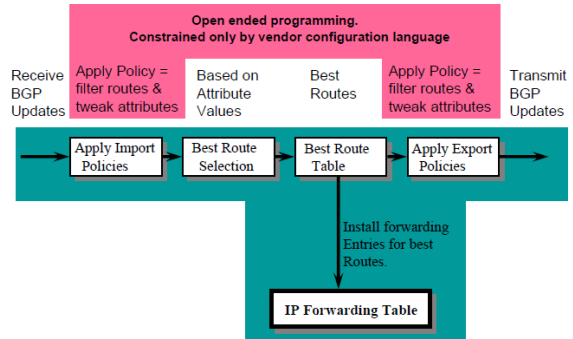 Open ended programming.
Constrained only by vendor configuration language
Receive
BGP
Updates
Apply Policy =
filter routes &
tweak attributes
Based on
Attribute
Values
Best
Routes
Apply Policy =
filter routes &
tweak attributes
Transmit
BGP
Updates
Apply Import
Policies
Best Route
Selection
Best Route
Table
Apply Export
Policies
Install forwarding
Entries for best
Routes.
IP Forwarding Table